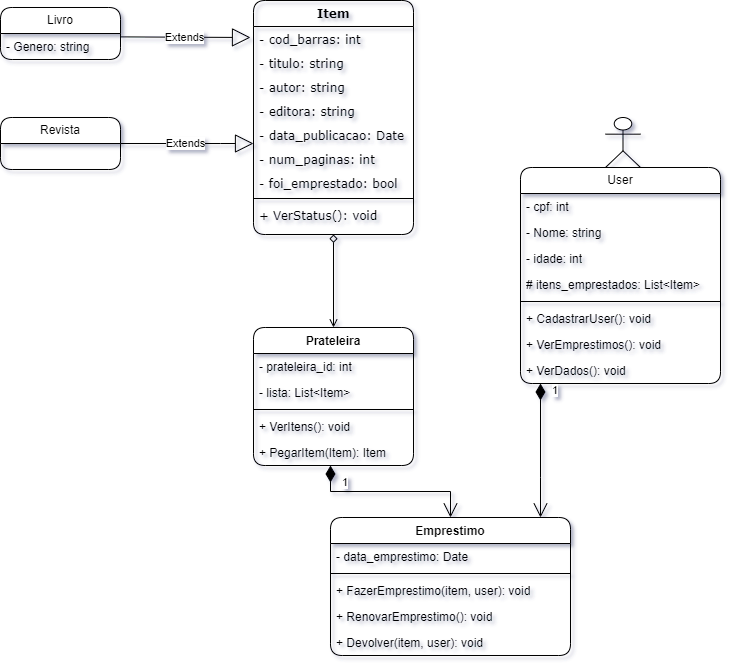 Livro
- Genero: string
Extends
Revista
Extends
Item
- cod_barras: int
- titulo: string
- autor: string
- editora: string
- data_publicacao: Date
- num_paginas: int
- foi_emprestado: bool
+ VerStatus(): void
User
- cpf: int
- Nome: string
- idade: int
# itens_emprestados: List<Item>
+ CadastrarUser(): void
+ VerEmprestimos(): void
+ VerDados(): void
1
Prateleira
- prateleira_id: int
- lista: List<Item>
+ VerItens(): void
+ PegarItem(Item): Item
1
Emprestimo
- data_emprestimo: Date
+ FazerEmprestimo(item, user): void
+ RenovarEmprestimo(): void
+ Devolver(item, user): void